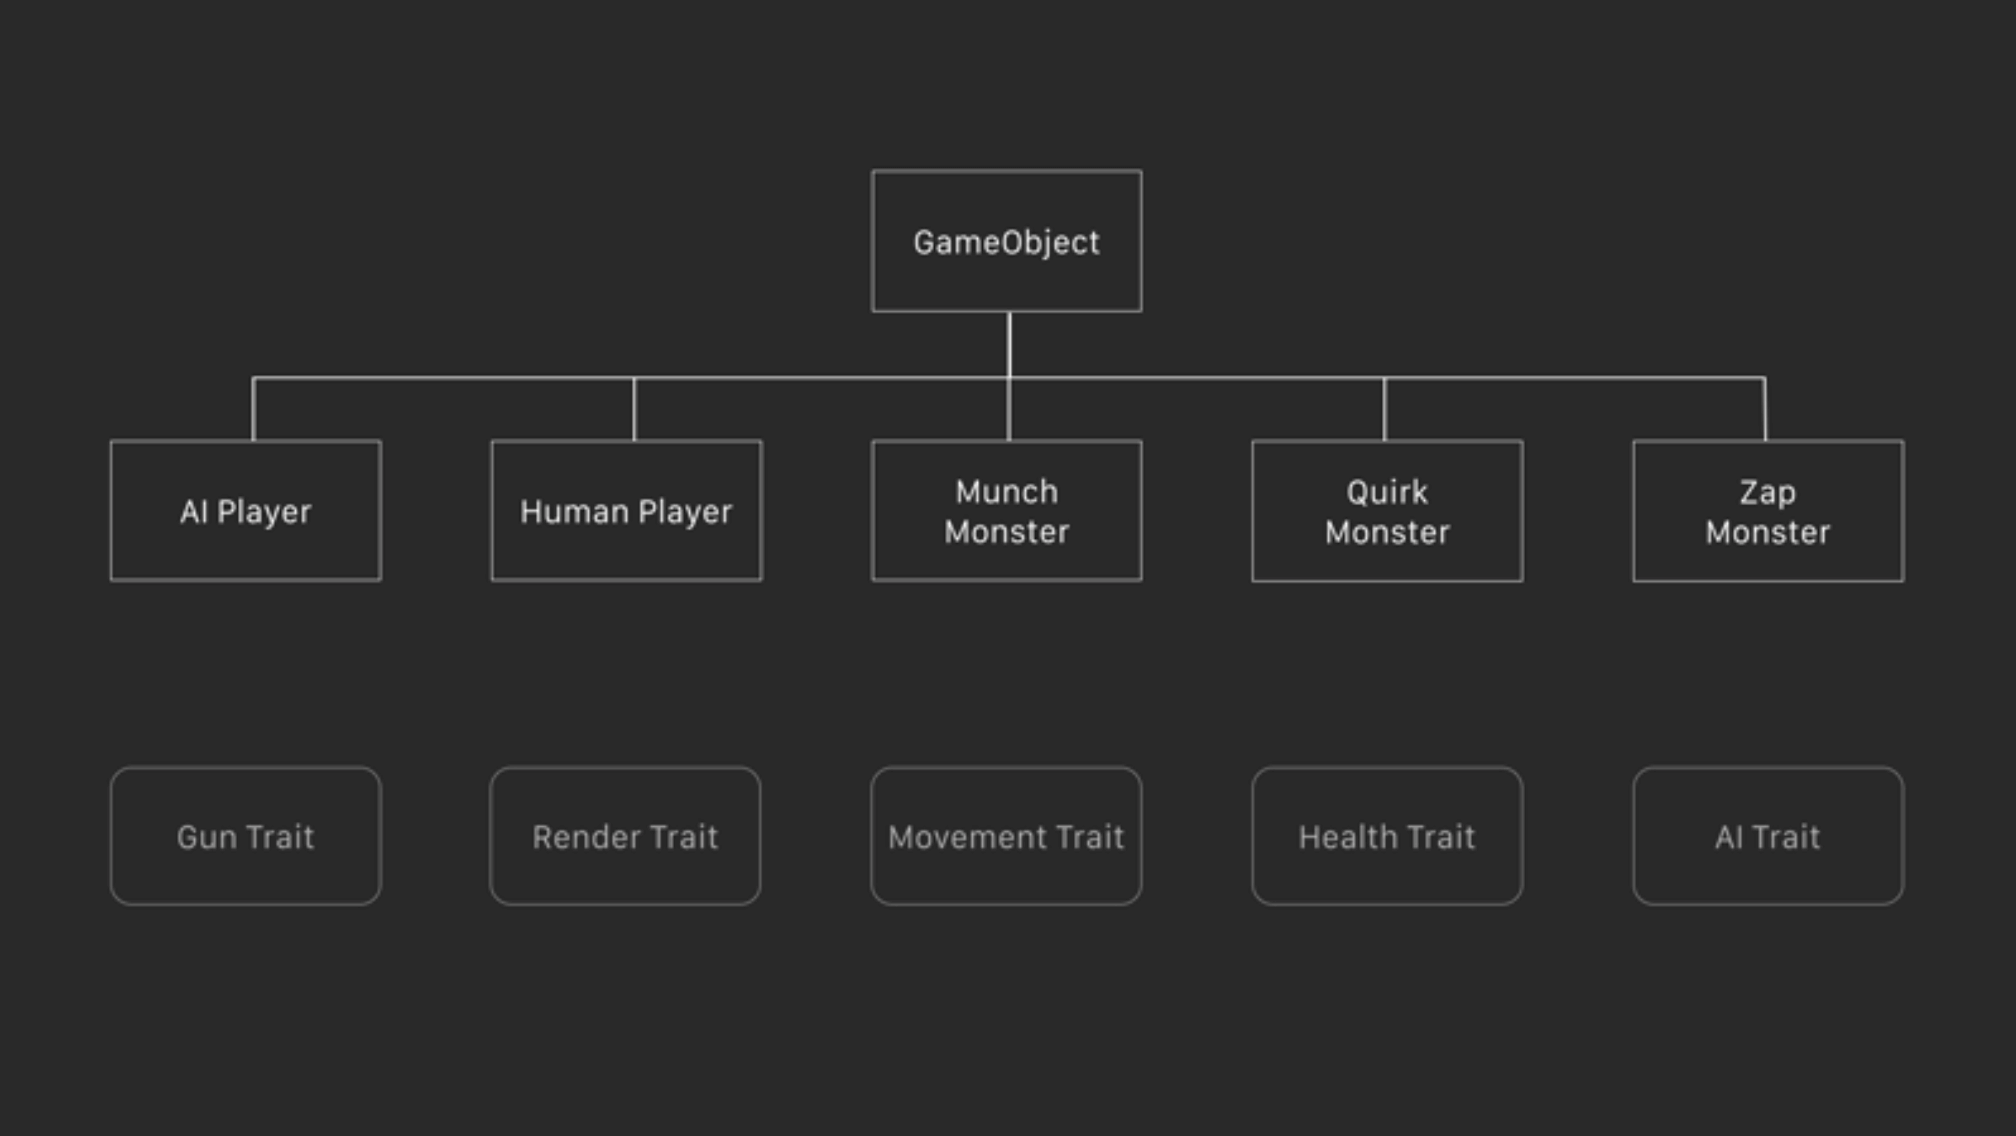 GameObject
AI Player
Human Player
Munch
Monster
Quirk
Monster
Zap
Monster
Gun Trait
Render Trait
Movement Trait
Health Trait
AI Trait